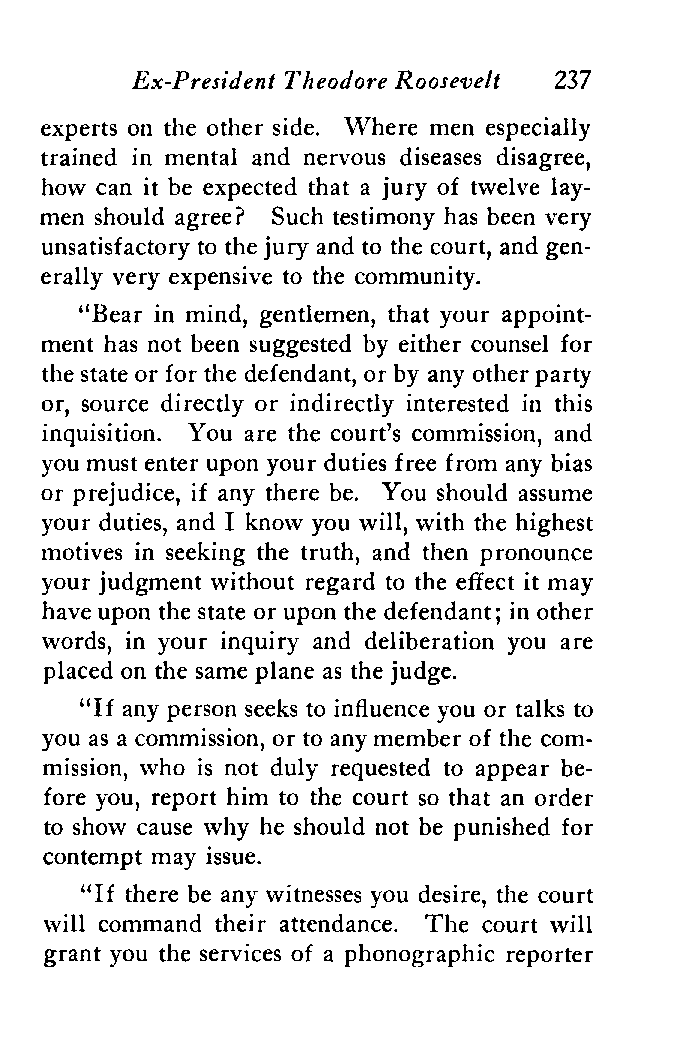 Ex-President Theodore Roosevelt 237
experts on the other side. Where men especially
trained in mental and nervous diseases disagree,
how can it be expected that a jury of twelve lay-
men should agree? Such testimony has been very
unsatisfactory to the jury and to the court, and gen-
erally very expensive to the community.
"Bear in mind, gentlemen, that your appoint-
ment has not been suggested by either counsel for
the state or for the defendant, or by any other party
or, source directly or indirectly interested in this
inquisition. You are the court's commission, and
you must enter upon your duties free from any bias
or prejudice, if any there be. You should assume
your duties, and I know you will, with the highest
motives in seeking the truth, and then pronounce
your judgment without regard to the effect it may
have upon the state or upon the defendant; in other
words, in your inquiry and deliberation you are
placed on the same plane as the judge.
"If any person seeks to influence you or talks to
you as a commission, or to any member of the com-
mission, who is not duly requested to appear be-
fore you, report him to the court so that an order
to show cause why he should not be punished for
contempt may issue.
"If there be any witnesses you desire, the court
will command their attendance. The court will
grant you the services of a phonographic reporter